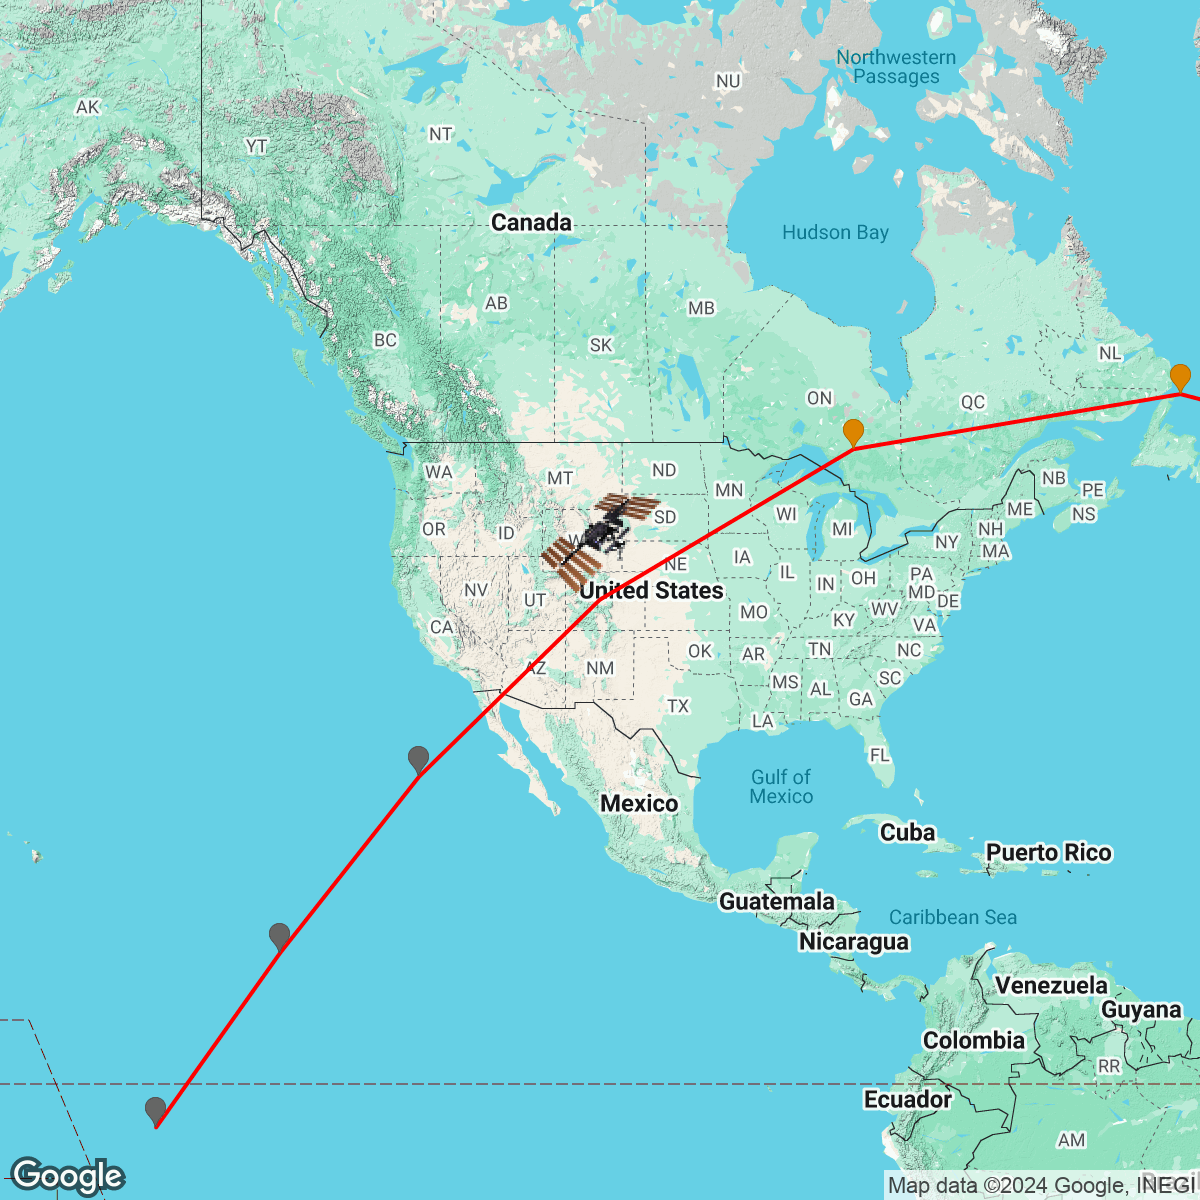 Northwestern
Passages
NU
AK
NT
YT
Canada
Hudson Bay
AB
MB
BC
SK
NL
ON
QC
WA
MT
ND
MN
NB
PE
OR
ID
SD
WI
MI
ME
NS
NH
NY
MA
W
NE
IA
IL
IN
OH
PA
MD
DE
NV
UT
United States
MO
KY
WV
VA
CA
AZ
NM
OK
AR
TN
NC
MS
AL
SC
GA
TX
LA
FL
Gulf of
Mexico
Mexico
Cuba
Puerto Rico
Guatemala
Caribbean Sea
Nicaragua
Venezuela
Guyana
Colombia
RR
Ecuador
AM
Google
Map data ©2024 Google, INEGI